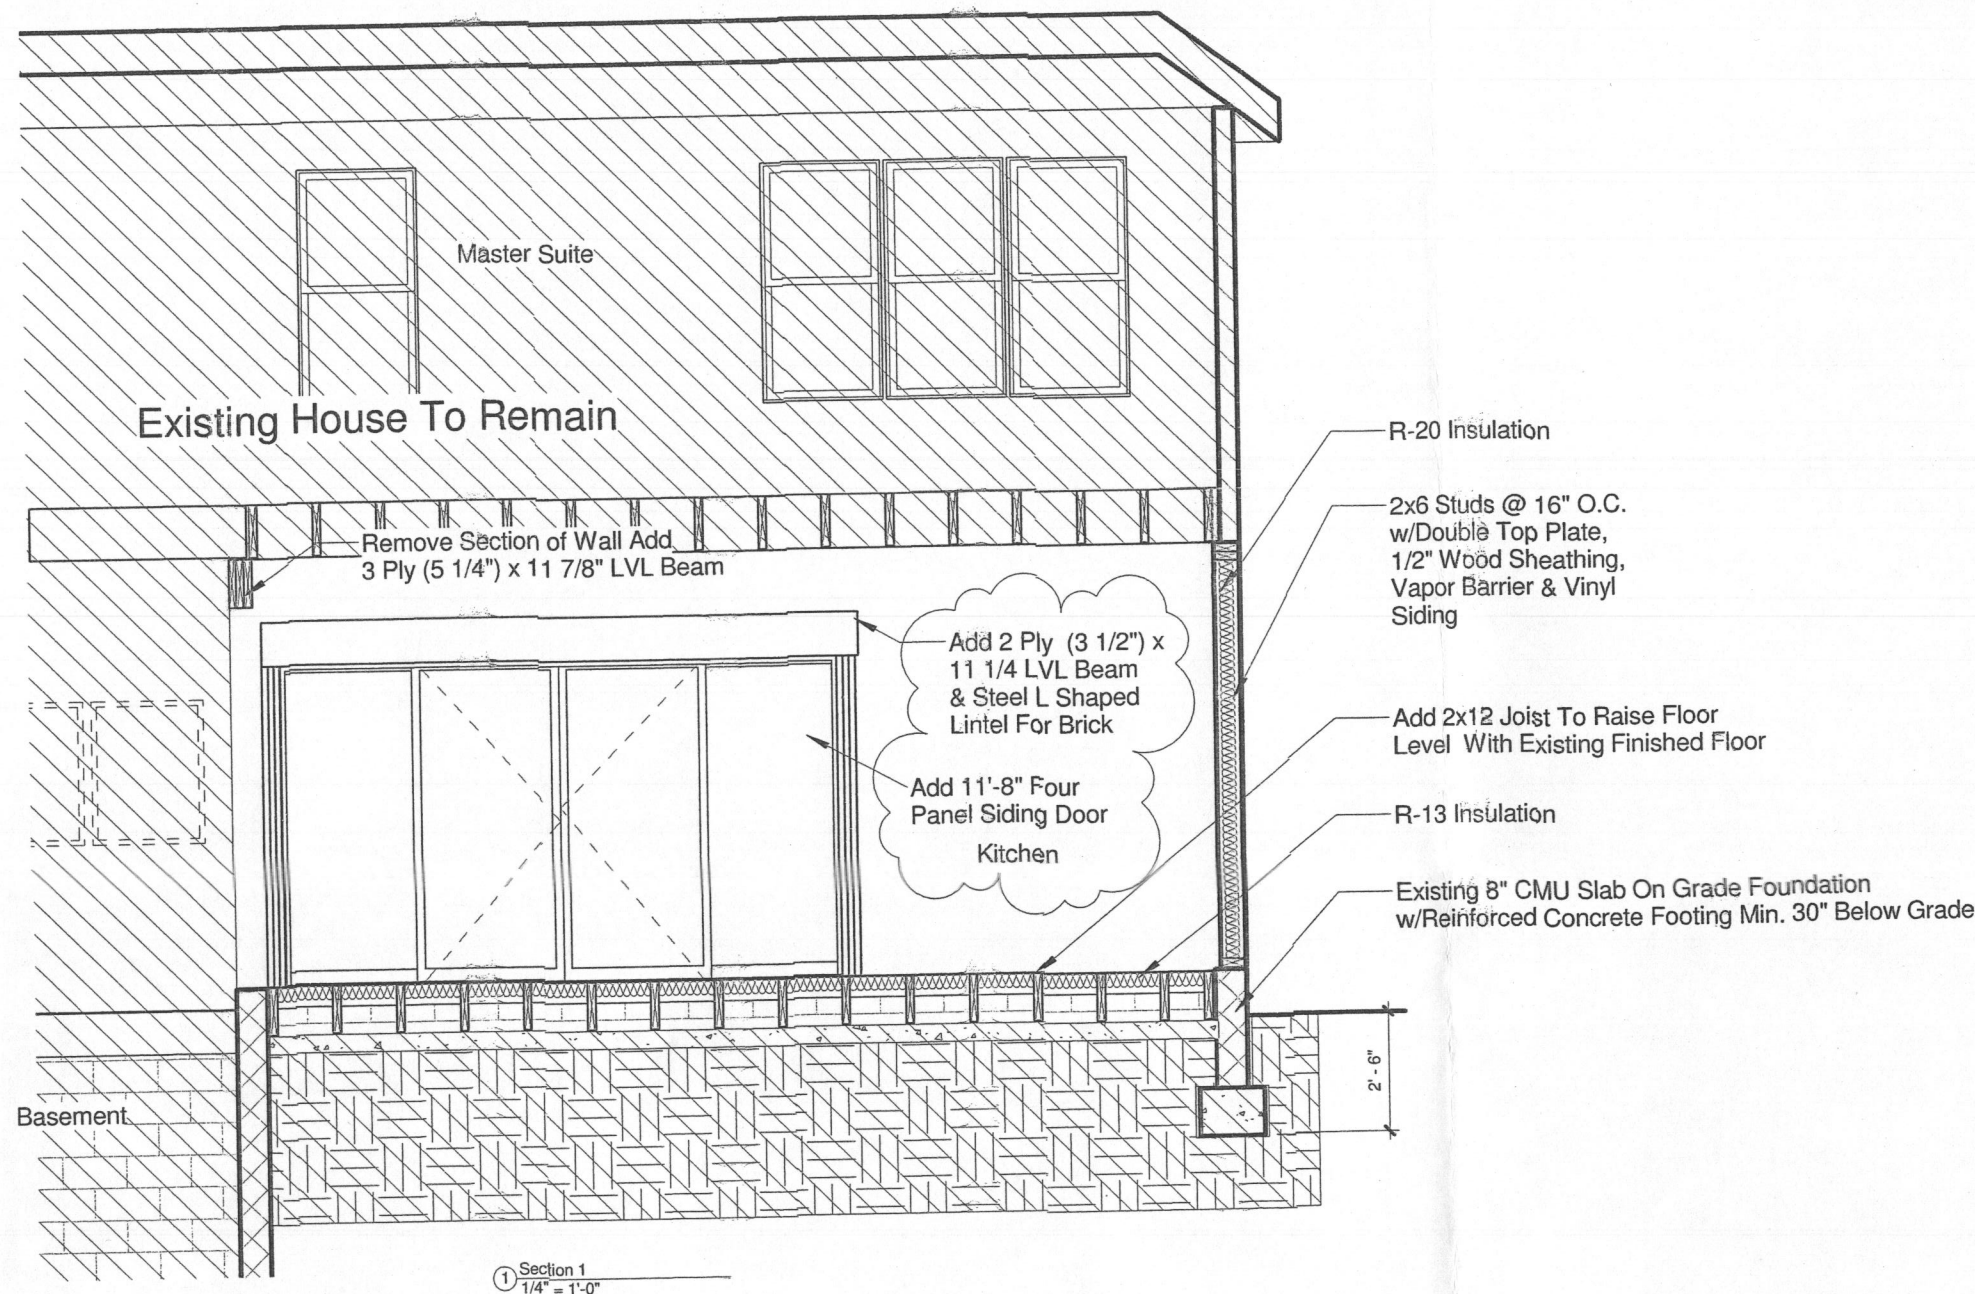 Master Suite
Existing House To Remain
Remove Section of Wall Add
3 Ply (5 1/4") x 11 7/8" LVL Beam
Add 2 Ply (3 1/2") x
11 1/4 LVL Beam
& Steel L Shaped
Lintel For Brick
Add 11'-8" Four
Panel Siding Door
Kitchen
R-20 Insulation
2x6 Studs @ 16" O.C.
w/Double Top Plate,
1/2" Wood Sheathing,
Vapor Barrier & Vinyl
Siding
Add 2x12 Joist To Raise Floor
Level With Existing Finished Floor
R-13 Insulation
Existing 8" CMU Slab On Grade Foundation
w/Reinforced Concrete Footing Min. 30" Below Grade
2' - 6"
Basement
1 Section 1
1/4" = 1'-0"